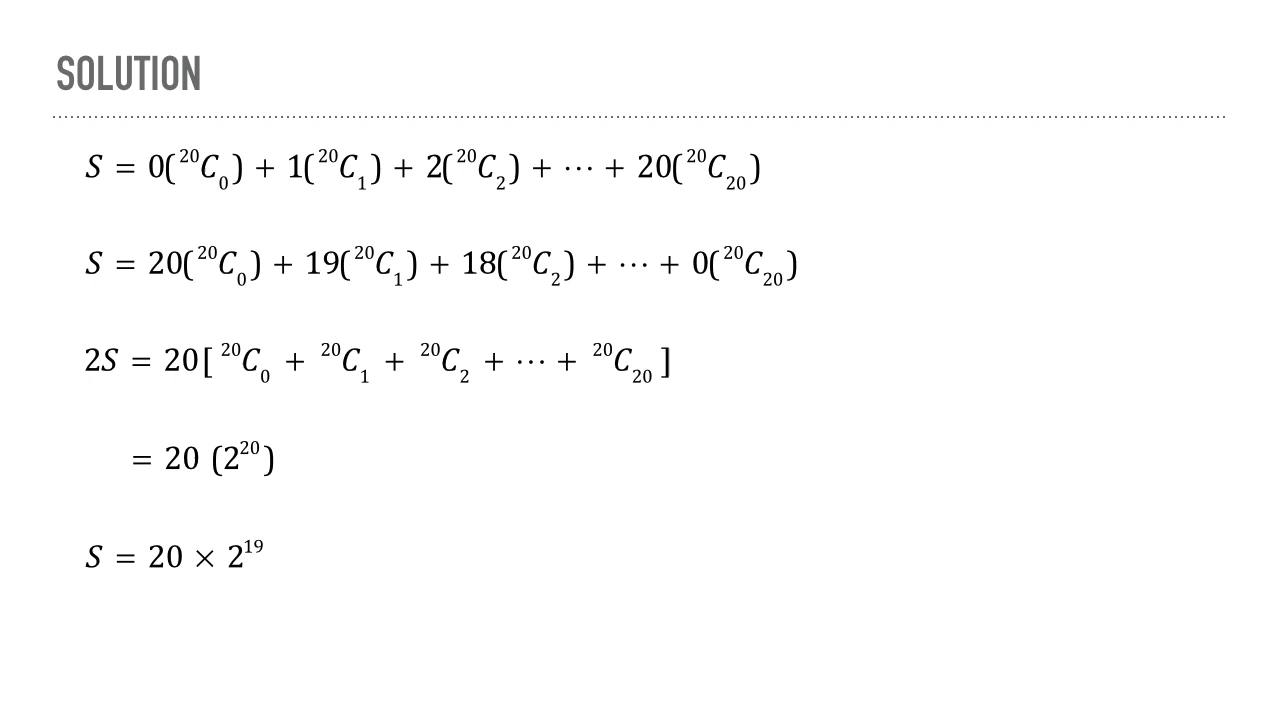 SOLUTION
S = 0(²⁰C₀) + 1(²⁰C₁) + 2(²⁰C₂) + ⋯ + 20(²⁰C₂₀)
S = 20(²⁰C₀) + 19(²⁰C₁) + 18(²⁰C₂) + ⋯ + 0(²⁰C₂₀)
2S = 20[ ²⁰C₀ + ²⁰C₁ + ²⁰C₂ + ⋯ + ²⁰C₂₀ ]
= 20 (2²⁰)
S = 20 × 2¹⁹